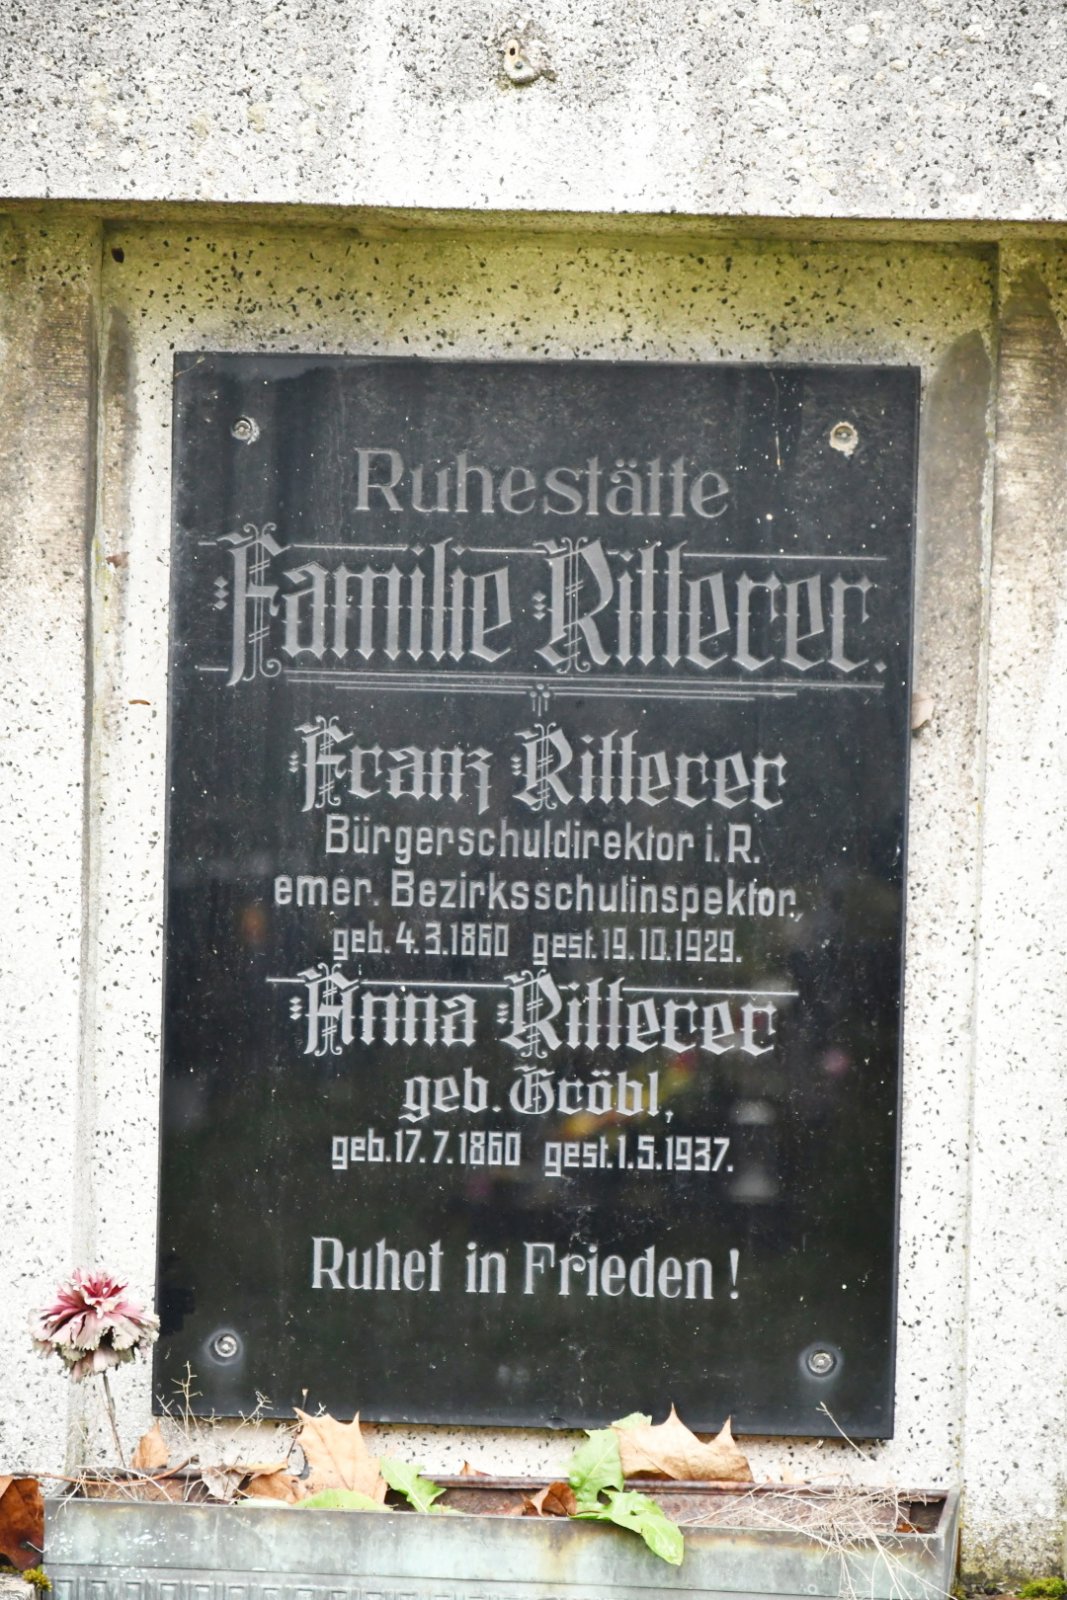 Ruhestätte
Familie Ritterer.
Franz Ritterer
Bürgerschuldirektor i. R.
emer. Bezirksschulinspektor,
geb. 4.3.1860 gest. 19.10.1929.
Anna Ritterer
geb. Gröbl,
geb. 17.7.1860 gest. 1.5.1937.
Ruhet in Frieden!